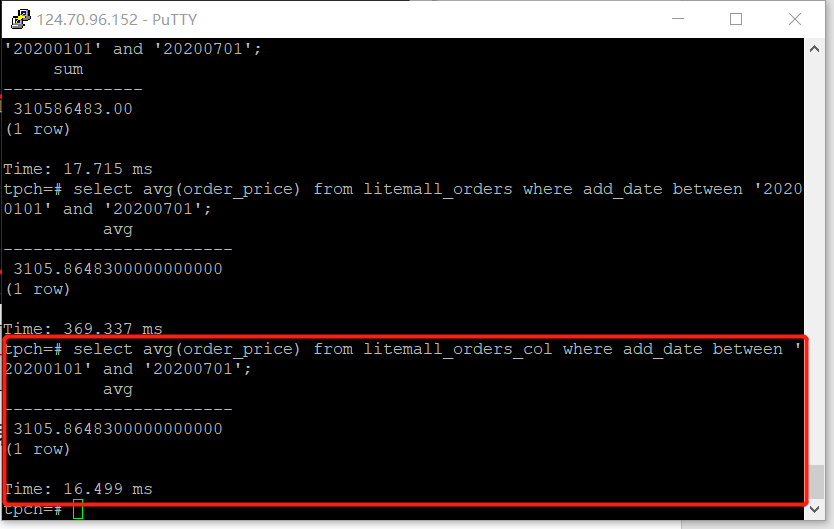 124.70.96.152 - PuTTY
'20200101' and '20200701';
sum
--------------
310586483.00
(1 row)
Time: 17.715 ms
tpch=# select avg(order_price) from litemall_orders where add_date between '2020
0101' and '20200701';
avg
-----------------------
3105.8648300000000000
(1 row)
Time: 369.337 ms
tpch=# select avg(order_price) from litemall_orders_col where add_date between '
20200101' and '20200701';
avg
-----------------------
3105.8648300000000000
(1 row)
Time: 16.499 ms
tpch=#